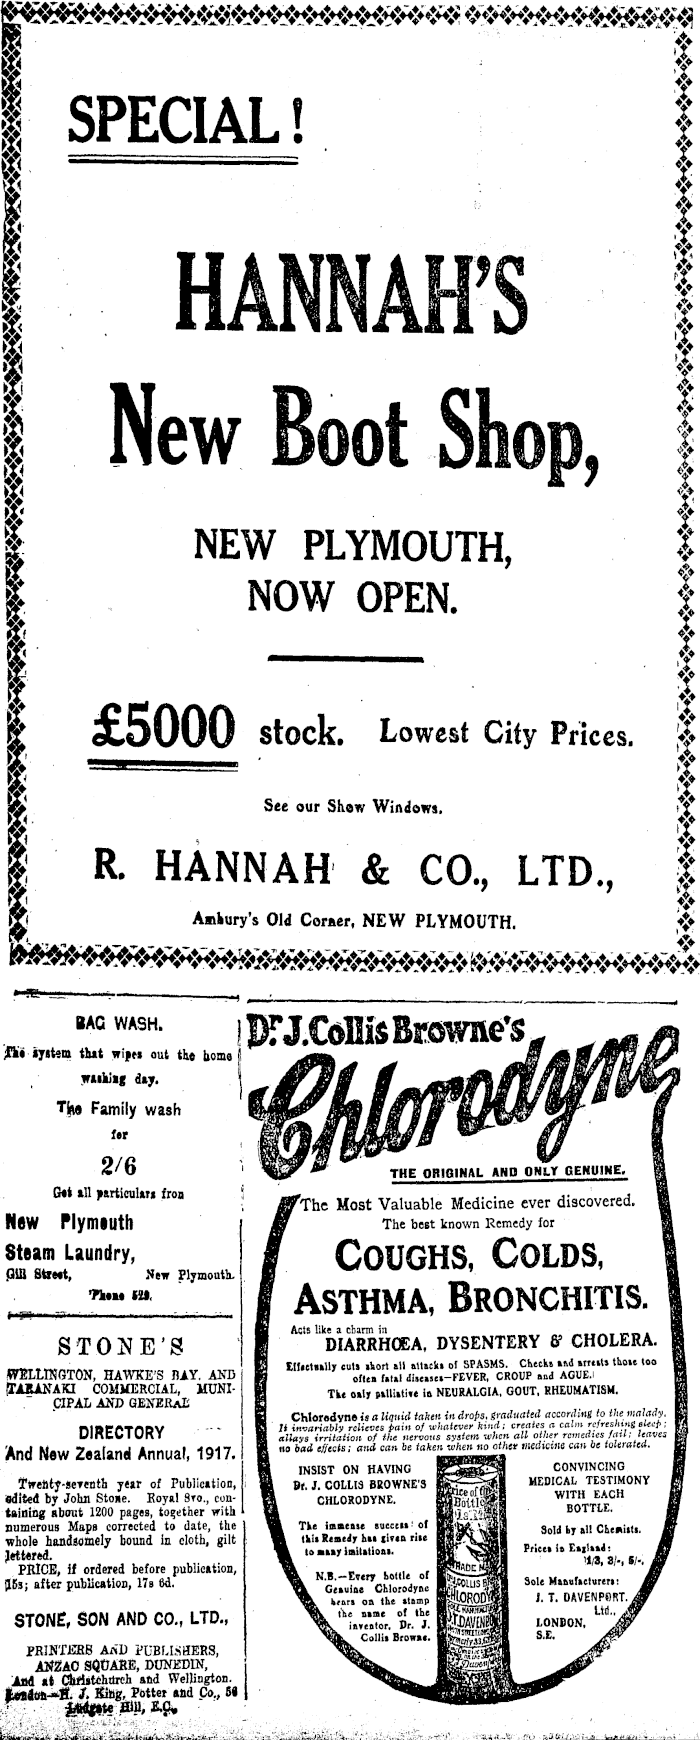 SPECIAL!
HANNAH'S
New Boot Shop,
NEW PLYMOUTH,
NOW OPEN.
£5000 stock. Lowest City Prices.
See our Show Windows.
R. HANNAH & CO., LTD.,
Ambury's Old Corner, NEW PLYMOUTH.
BAG WASH.
The system that wipes out the home
washing day.
The Family wash
for
2/6
Get all particulars from
New Plymouth
Steam Laundry,
Gill Street, New Plymouth.
'Phone 529.
STONE'S
WELLINGTON, HAWKE'S BAY. AND
TARANAKI COMMERCIAL, MUNI-
CIPAL AND GENERAL
DIRECTORY
And New Zealand Annual, 1917.
Twenty-seventh year of Publication,
edited by John Stone. Royal 8vo., con-
taining about 1200 pages, together with
numerous Maps corrected to date, the
whole handsomely bound in cloth, gilt
lettered.
PRICE, if ordered before publication,
15s; after publication, 17s 6d.
STONE, SON AND CO., LTD.,
PRINTERS AND PUBLISHERS,
ANZAC SQUARE, DUNEDIN,
And at Christchurch and Wellington.
London—H. J. King, Potter and Co., 56
Ludgate Hill, E.C.
Dr. J. Collis Browne's
Chlorodyne
THE ORIGINAL AND ONLY GENUINE.
The Most Valuable Medicine ever discovered.
The best known Remedy for
COUGHS, COLDS,
ASTHMA, BRONCHITIS.
Acts like a charm in
DIARRHŒA, DYSENTERY & CHOLERA.
Effectually cuts short all attacks of SPASMS. Checks and arrests those too
often fatal diseases—FEVER, CROUP and AGUE.
The only palliative in NEURALGIA, GOUT, RHEUMATISM.
Chlorodyne is a liquid taken in drops, graduated according to the malady.
It invariably relieves pain of whatever kind; creates a calm refreshing sleep;
allays irritation of the nervous system when all other remedies fail; leaves
no bad effects; and can be taken when no other medicine can be tolerated.
INSIST ON HAVING
Dr. J. COLLIS BROWNE'S
CHLORODYNE.
The immense success of
this Remedy has given rise
to many imitations.
N.B.—Every bottle of
Genuine Chlorodyne
bears on the stamp
the name of the
inventor, Dr. J.
Collis Browne.
Bottle
TRADE
COLLIS B
CHLORODY
J.T. DAVENPO
CONVINCING
MEDICAL TESTIMONY
WITH EACH
BOTTLE.
Sold by all Chemists.
Prices in England:
1/3, 3/-, 5/-.
Sole Manufacturers:
J. T. DAVENPORT.
Ltd.,
LONDON,
S.E.